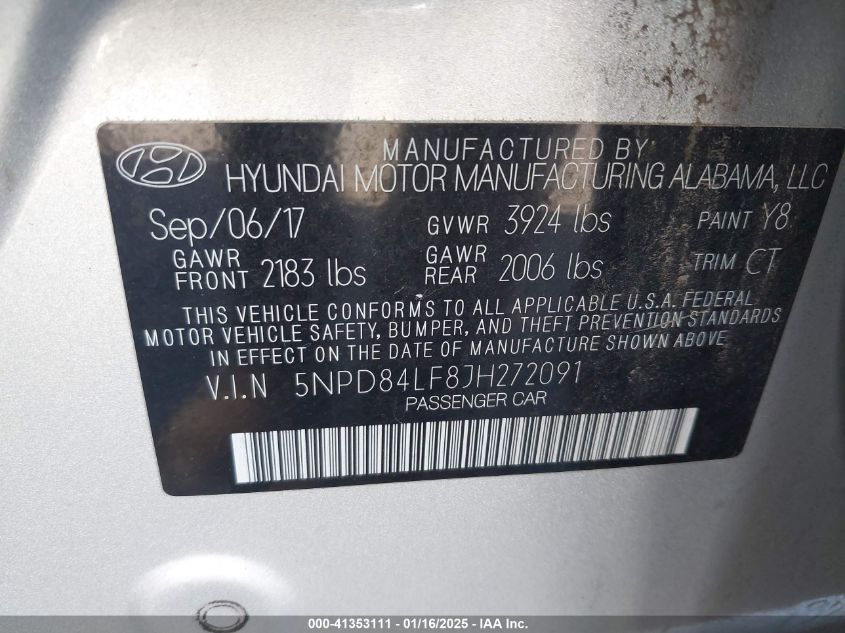 MANUFACTURED BY
HYUNDAI MOTOR MANUFACTURING ALABAMA, LLC
Sep/06/17 GVWR 3924 lbs PAINT Y8
GAWR FRONT 2183 lbs GAWR REAR 2006 lbs TRIM CT
THIS VEHICLE CONFORMS TO ALL APPLICABLE U.S.A. FEDERAL
MOTOR VEHICLE SAFETY, BUMPER, AND THEFT PREVENTION STANDARDS
IN EFFECT ON THE DATE OF MANUFACTURE SHOWN ABOVE
V.I.N 5NPD84LF8JH272091
PASSENGER CAR
000-41353111 - 01/16/2025 - IAA Inc.